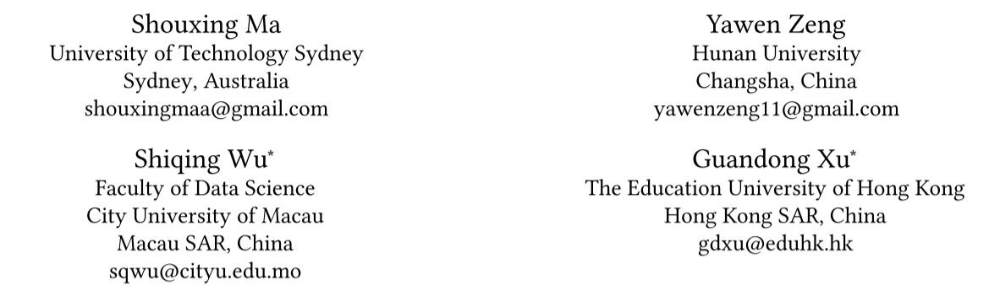 Shouxing Ma
University of Technology Sydney
Sydney, Australia
shouxingmaa@gmail.com
Yawen Zeng
Hunan University
Changsha, China
yawenzeng11@gmail.com
Shiqing Wu*
Faculty of Data Science
City University of Macau
Macau SAR, China
sqwu@cityu.edu.mo
Guandong Xu*
The Education University of Hong Kong
Hong Kong SAR, China
gdxu@eduhk.hk